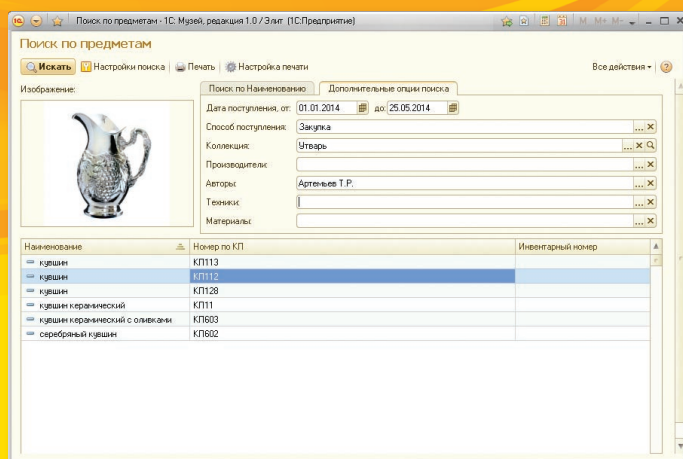 Поиск по предметам - 1С: Музей, редакция 1.0 / Элит (1С:Предприятие)
M M+ M-
Поиск по предметам
Искать Настройки поиска Печать Настройка печати Все действия
Изображение:
Поиск по Наименованию Дополнительные опции поиска
Дата поступления, от: 01.01.2014 до: 25.05.2014
Способ поступления: Закупка ... x
Коллекция: Утварь ... x
Производители: ... x
Авторы: Артемьев Т.Р. ... x
Техники: ... x
Материалы: ... x
Наименование Номер по КП Инвентарный номер
кувшин КП113
кувшин КП112
кувшин КП128
кувшин керамический КП11
кувшин керамический с оливками КП603
серебряный кувшин КП602